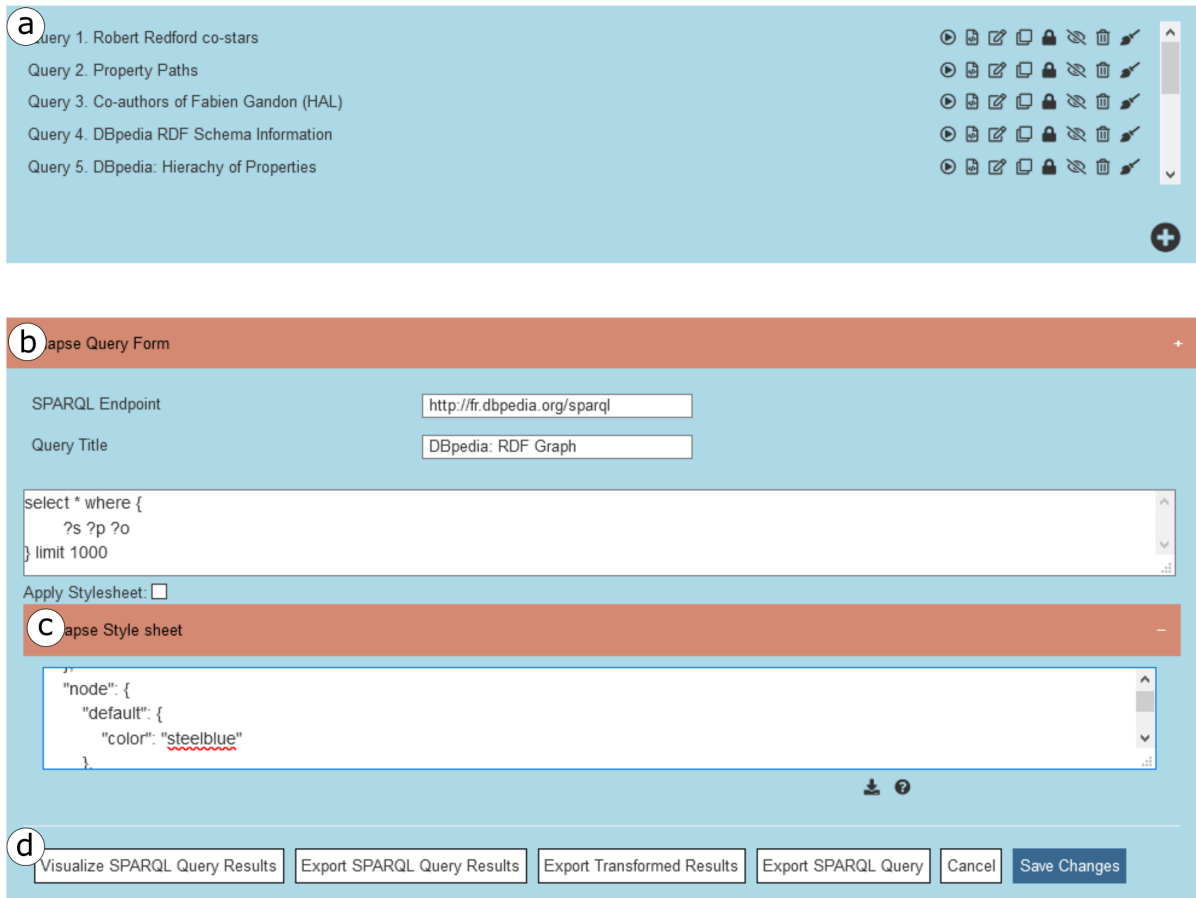 a
uery 1. Robert Redford co-stars
Query 2. Property Paths
Query 3. Co-authors of Fabien Gandon (HAL)
Query 4. DBpedia RDF Schema Information
Query 5. DBpedia: Hierachy of Properties
b
apse Query Form
SPARQL Endpoint http://fr.dbpedia.org/sparql
Query Title DBpedia: RDF Graph
select * where {
?s ?p ?o
} limit 1000
Apply Stylesheet:
c
apse Style sheet
},
"node": {
"default": {
"color": "steelblue"
},
d
Visualize SPARQL Query Results Export SPARQL Query Results Export Transformed Results Export SPARQL Query Cancel Save Changes